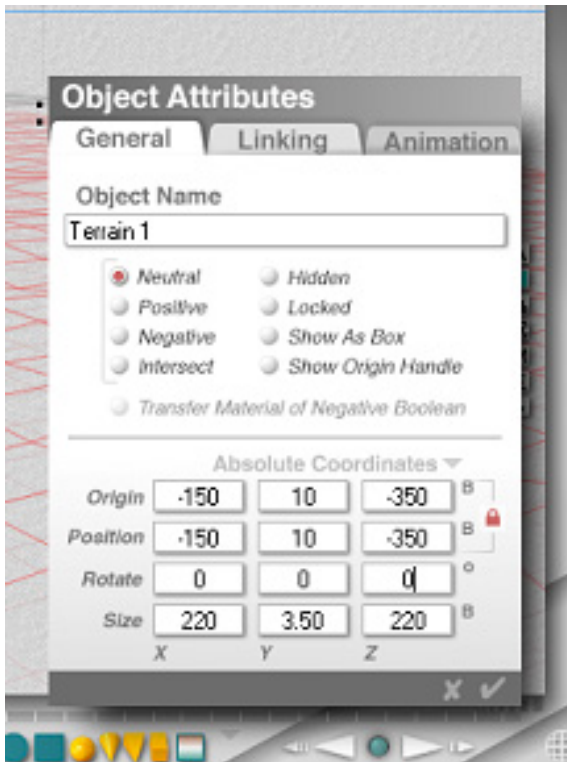 Object Attributes
General Linking Animation
Object Name
Terrain 1
Neutral Hidden
Positive Locked
Negative Show As Box
Intersect Show Origin Handle
Transfer Material of Negative Boolean
Absolute Coordinates
Origin -150 10 -350 B
Position -150 10 -350 B
Rotate 0 0 0 °
Size 220 3.50 220 B
X Y Z